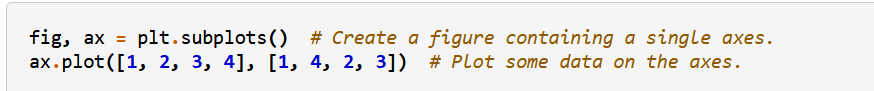 fig, ax = plt.subplots()  # Create a figure containing a single axes.
ax.plot([1, 2, 3, 4], [1, 4, 2, 3])  # Plot some data on the axes.